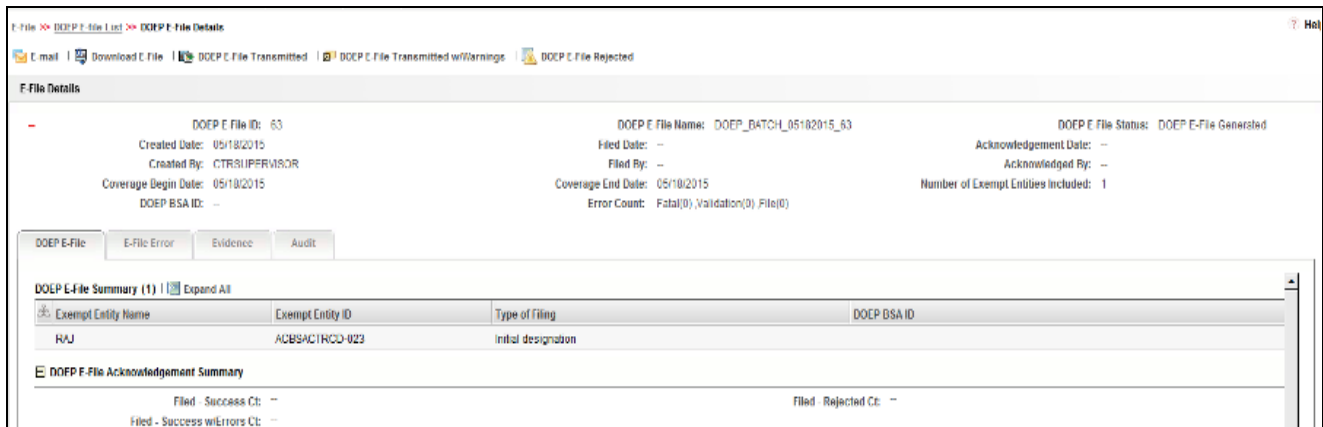 E-File >> DOEP E-file List >> DOEP E-File Details
? Help
E-mail | Download E-File | DOEP E-File Transmitted | DOEP E-File Transmitted w/Warnings | DOEP E-File Rejected
E-File Details
DOEP E-File ID: 63 DOEP E-File Name: DOEP_BATCH_05182015_63 DOEP E-File Status: DOEP E-File Generated
Created Date: 05/18/2015 Filed Date: -- Acknowledgement Date: --
Created By: CTRSUPERVISOR Filed By: -- Acknowledged By: --
Coverage Begin Date: 05/18/2015 Coverage End Date: 05/18/2015 Number of Exempt Entities Included: 1
DOEP BSA ID: -- Error Count: Fatal(0) ,Validation(0) ,File(0)
DOEP E-File E-File Error Evidence Audit
DOEP E-File Summary (1) | Expand All
Exempt Entity Name Exempt Entity ID Type of Filing DOEP BSA ID
RAJ ACBSACTRCD-023 Initial designation
DOEP E-File Acknowledgement Summary
Filed - Success Ct: -- Filed - Rejected Ct: --
Filed - Success w/Errors Ct: --